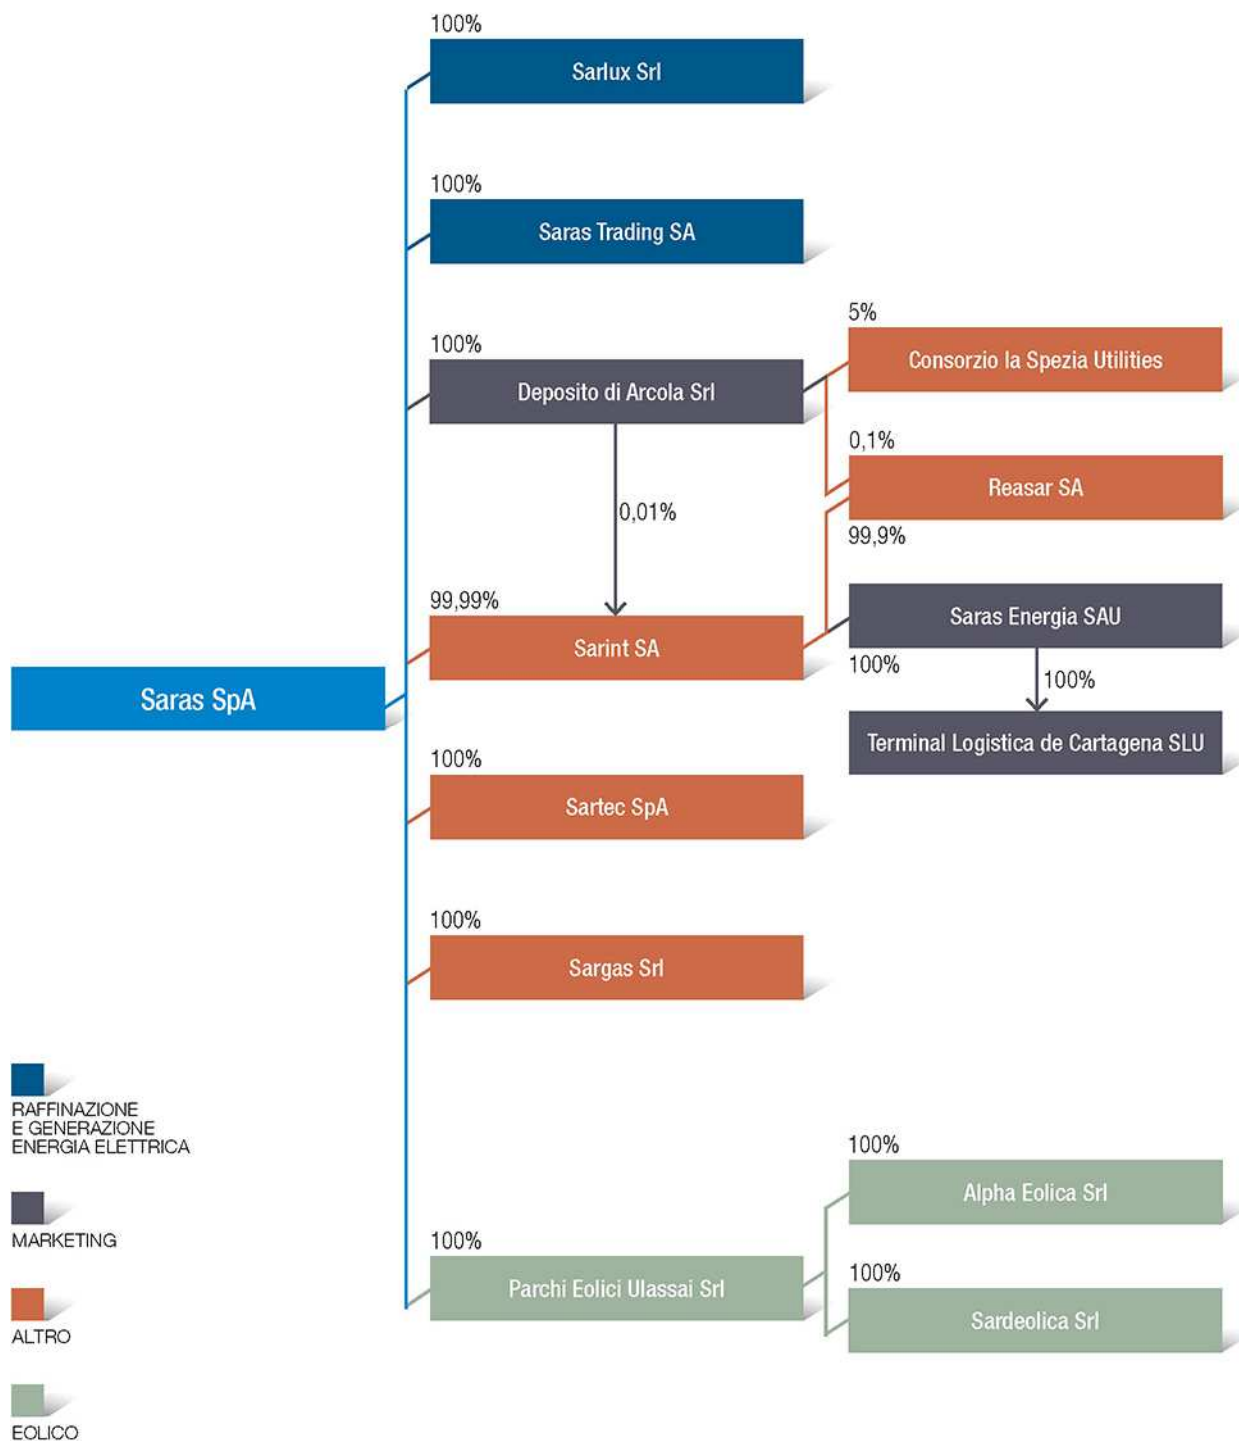 100%
Sarlux Srl
100%
Saras Trading SA
100%
Deposito di Arcola Srl
5%
Consorzio la Spezia Utilities
0,1%
Reasar SA
99,9%
0,01%
99,99%
Sarint SA
Saras Energia SAU
100%
100%
Terminal Logistica de Cartagena SLU
Saras SpA
100%
Sartec SpA
100%
Sargas Srl
100%
Parchi Eolici Ulassai Srl
100%
Alpha Eolica Srl
100%
Sardeolica Srl
RAFFINAZIONE
E GENERAZIONE
ENERGIA ELETTRICA
MARKETING
ALTRO
EOLICO